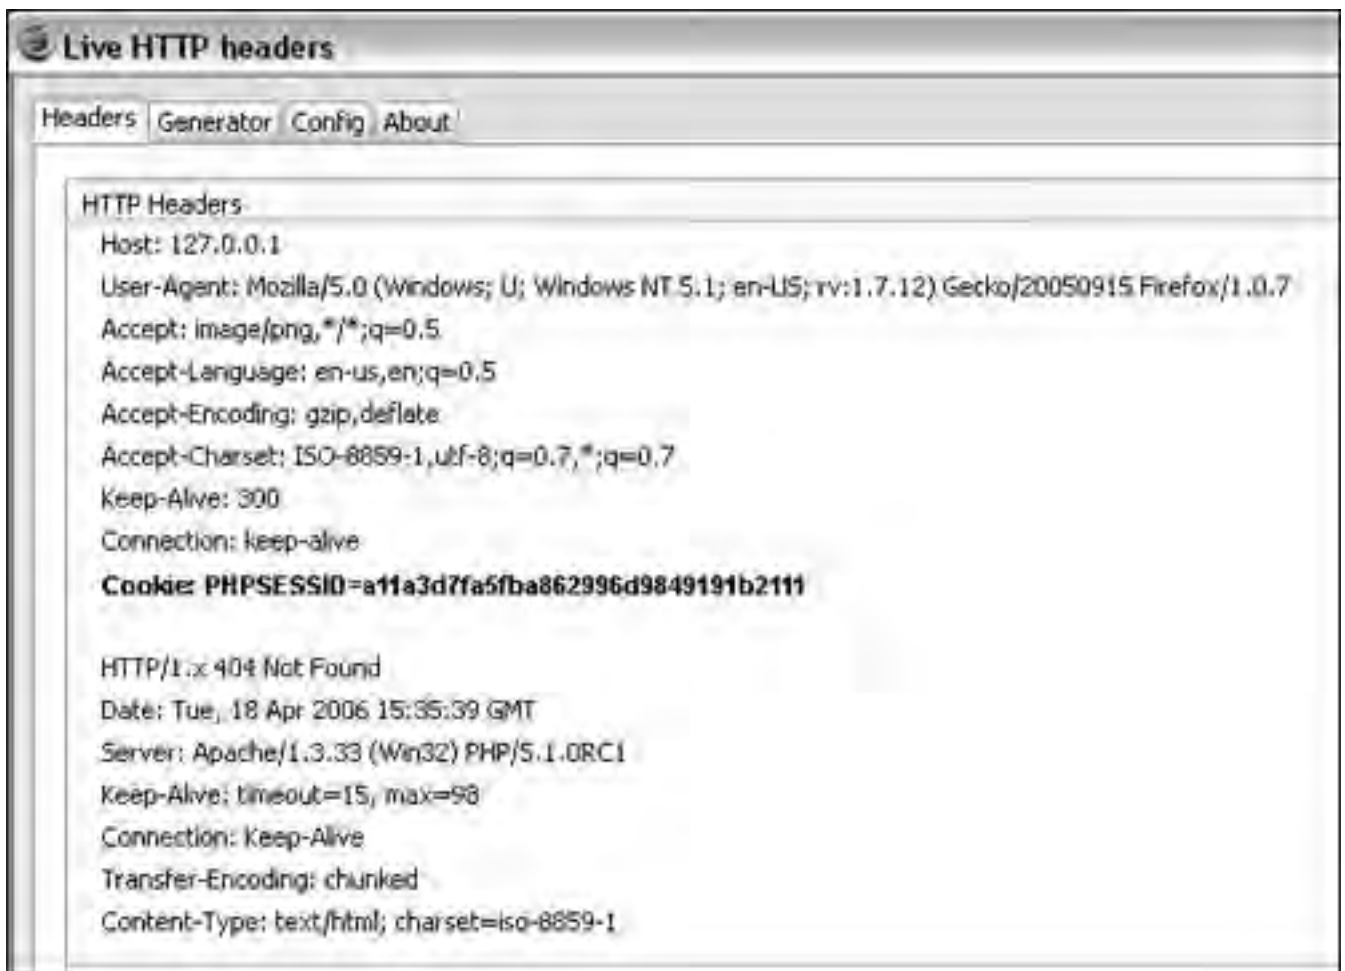 Live HTTP headers
Headers Generator Config About
HTTP Headers
Host: 127.0.0.1
User-Agent: Mozilla/5.0 (Windows; U; Windows NT 5.1; en-US; rv:1.7.12) Gecko/20050915 Firefox/1.0.7
Accept: image/png,*/*;q=0.5
Accept-Language: en-us,en;q=0.5
Accept-Encoding: gzip,deflate
Accept-Charset: ISO-8859-1,utf-8;q=0.7,*;q=0.7
Keep-Alive: 300
Connection: keep-alive
Cookie: PHPSESSID=a11a3d7fa5fba862996d9849191b2111
HTTP/1.x 404 Not Found
Date: Tue, 18 Apr 2006 15:35:39 GMT
Server: Apache/1.3.33 (Win32) PHP/5.1.0RC1
Keep-Alive: timeout=15, max=98
Connection: Keep-Alive
Transfer-Encoding: chunked
Content-Type: text/html; charset=iso-8859-1